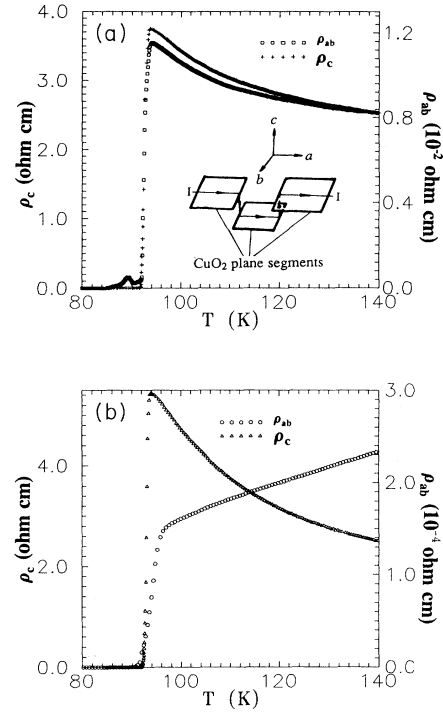 (a)
ρab □ □ □ □
ρc + + + +
4.0
3.0
2.0
1.0
0.0
ρc (ohm cm)
1.2
0.8
0.4
0.0
ρab (10-2 ohm cm)
c
a
b
I
I
CuO2 plane segments
80 100 120 140
T (K)
(b)
ρab ○ ○ ○ ○
ρc △ △ △ △
4.0
2.0
0.0
ρc (ohm cm)
3.0
2.0
1.0
0.0
ρab (10-4 ohm cm)
80 100 120 140
T (K)